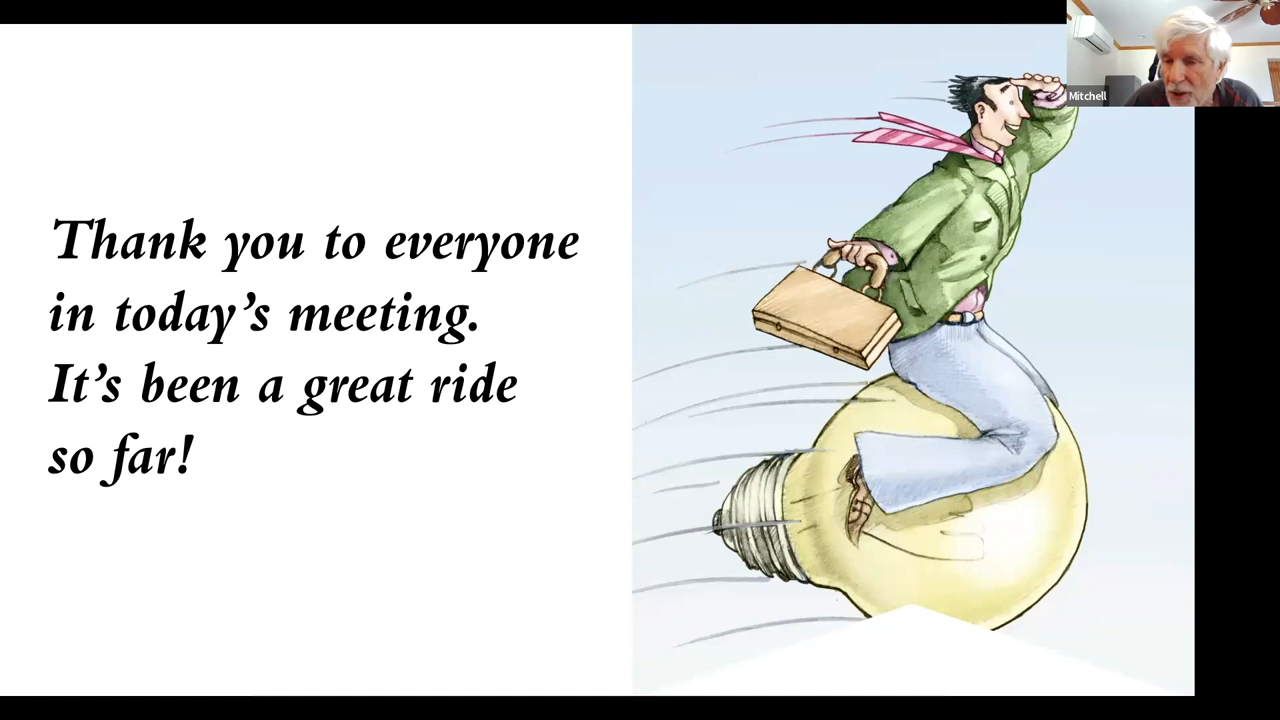 Thank you to everyone
in today’s meeting.
It’s been a great ride
so far!
Mitchell